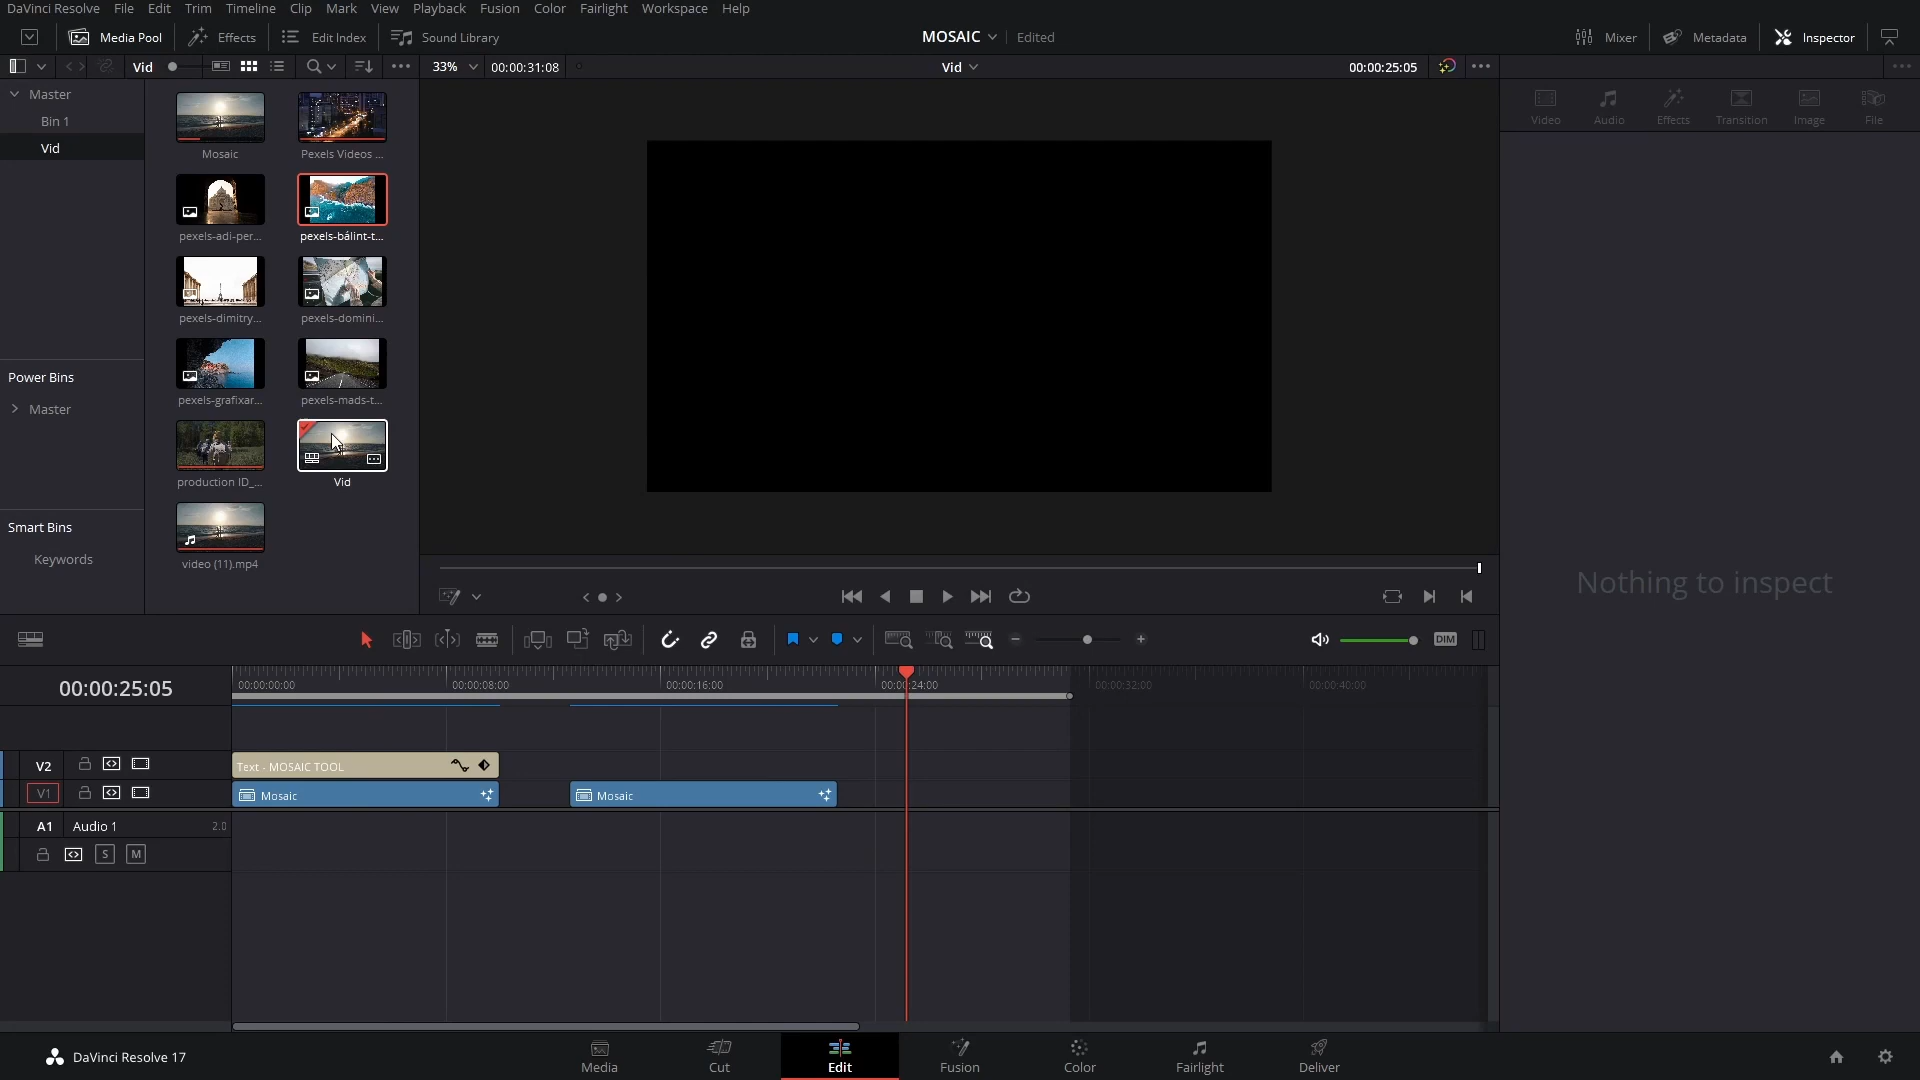 DaVinci Resolve File Edit Trim Timeline Clip Mark View Playback Fusion Color Fairlight Workspace Help
Media Pool Effects Edit Index Sound Library MOSAIC Edited Mixer Metadata Inspector
Vid 33% 00:00:31:08 Vid 00:00:25:05
Master
Bin 1
Vid
Power Bins
Master
Smart Bins
Keywords
Mosaic Pexels Videos ...
pexels-adi-per... pexels-bálint-t...
pexels-dimitry... pexels-domini...
pexels-grafixar... pexels-mads-t...
production ID_... Vid
video (11).mp4
Video Audio Effects Transition Image File
Nothing to inspect
DIM
00:00:25:05
00:00:00:00 00:00:08:00 00:00:16:00 00:00:24:00 00:00:32:00 00:00:40:00
V2 Text - MOSAIC TOOL
V1 Mosaic Mosaic
A1 Audio 1 2.0
S M
DaVinci Resolve 17
Media Cut Edit Fusion Color Fairlight Deliver